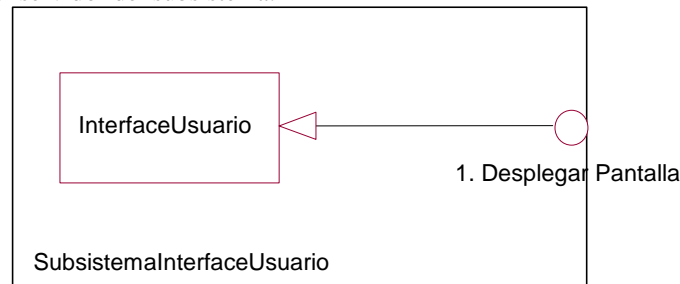 InterfaceUsuario
1. Desplegar Pantalla
SubsistemaInterfaceUsuario